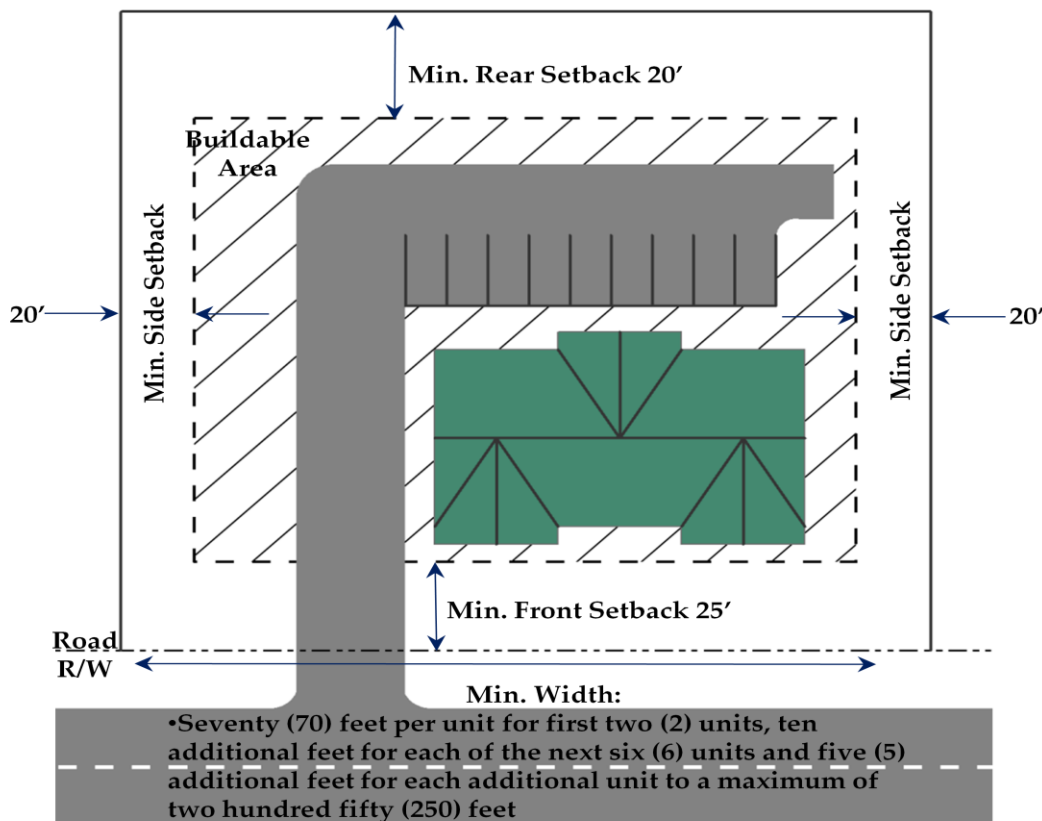 Min. Rear Setback 20’
Buildable
Area
Min. Side Setback
Min. Side Setback
20’
20’
Min. Front Setback 25’
Road
R/W
Min. Width:
•Seventy (70) feet per unit for first two (2) units, ten
additional feet for each of the next six (6) units and five (5)
additional feet for each additional unit to a maximum of
two hundred fifty (250) feet